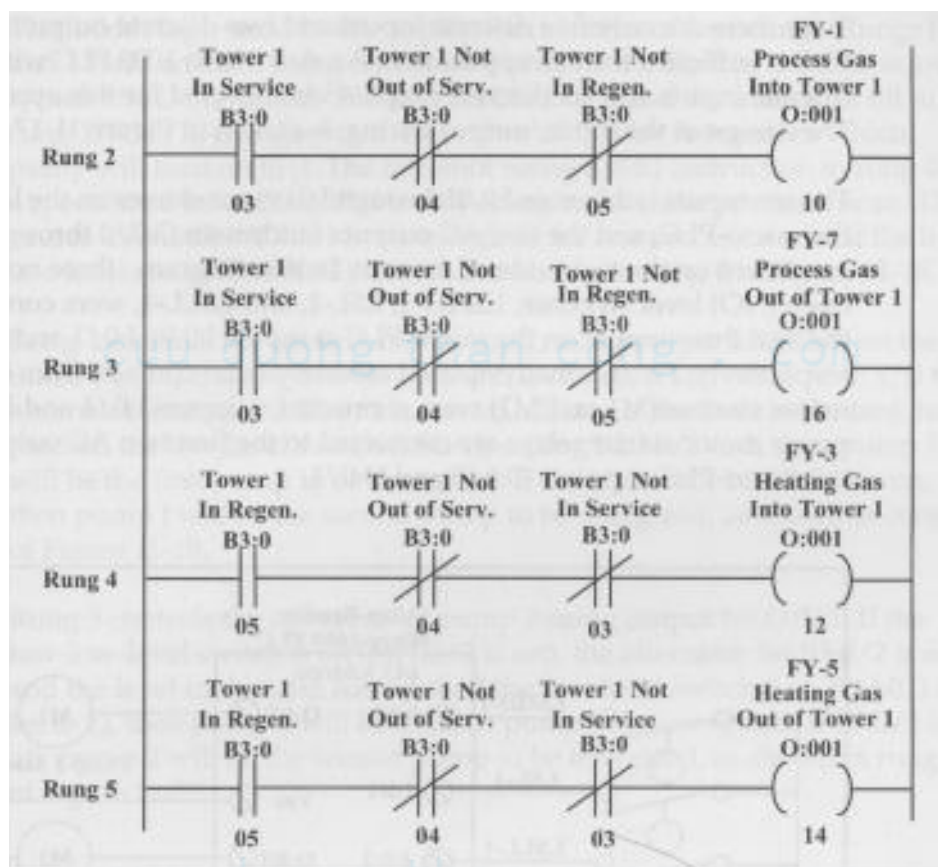 FY-1
Tower 1 Tower 1 Not Tower 1 Not Process Gas
In Service Out of Serv. In Regen. Into Tower 1
B3:0 B3:0 B3:0 O:001
Rung 2
03 04 05 10
FY-7
Tower 1 Tower 1 Not Tower 1 Not Process Gas
In Service Out of Serv. In Regen. Out of Tower 1
B3:0 B3:0 B3:0 O:001
cuu duong than cong . com
Rung 3
03 04 05 16
FY-3
Tower 1 Tower 1 Not Tower 1 Not Heating Gas
In Regen. Out of Serv. In Service Into Tower 1
B3:0 B3:0 B3:0 O:001
Rung 4
05 04 03 12
FY-5
Tower 1 Tower 1 Not Tower 1 Not Heating Gas
In Regen. Out of Serv. In Service Out of Tower 1
B3:0 B3:0 B3:0 O:001
Rung 5
05 04 03 14